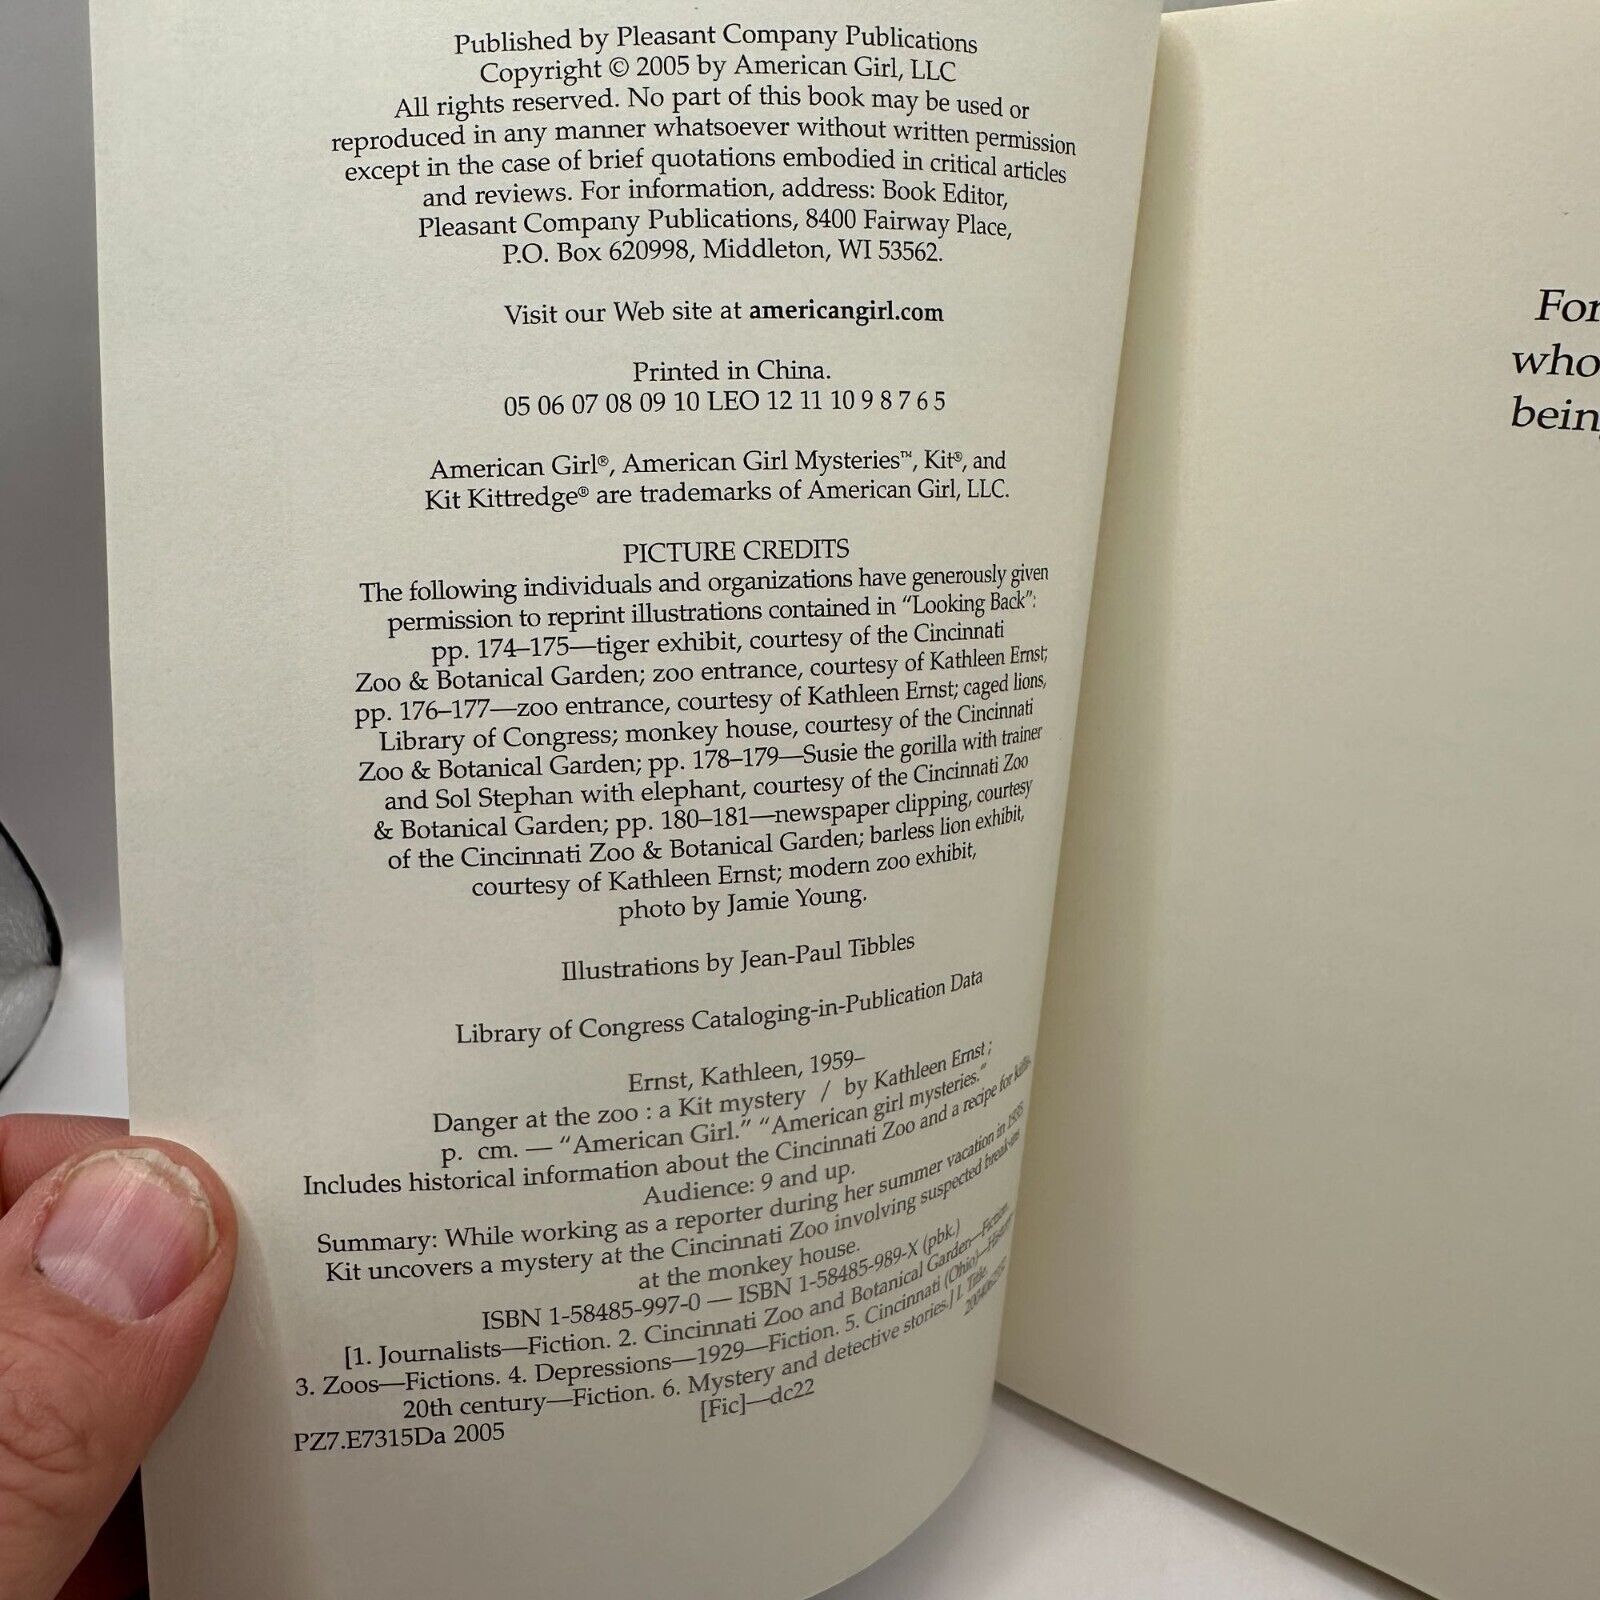 Published by Pleasant Company Publications
Copyright © 2005 by American Girl, LLC
All rights reserved. No part of this book may be used or
reproduced in any manner whatsoever without written permission
except in the case of brief quotations embodied in critical articles
and reviews. For information, address: Book Editor,
Pleasant Company Publications, 8400 Fairway Place,
P.O. Box 620998, Middleton, WI 53562.
Visit our Web site at americangirl.com
Printed in China.
05 06 07 08 09 10 LEO 12 11 10 9 8 7 6 5
American Girl®, American Girl Mysteries™, Kit®, and
Kit Kittredge® are trademarks of American Girl, LLC.
PICTURE CREDITS
The following individuals and organizations have generously given
permission to reprint illustrations contained in “Looking Back”:
pp. 174–175—tiger exhibit, courtesy of the Cincinnati
Zoo & Botanical Garden; zoo entrance, courtesy of Kathleen Ernst;
pp. 176–177—zoo entrance, courtesy of Kathleen Ernst; caged lions,
Library of Congress; monkey house, courtesy of the Cincinnati
Zoo & Botanical Garden; pp. 178–179—Susie the gorilla with trainer
and Sol Stephan with elephant, courtesy of the Cincinnati Zoo
& Botanical Garden; pp. 180–181—newspaper clipping, courtesy
of the Cincinnati Zoo & Botanical Garden; barless lion exhibit,
courtesy of Kathleen Ernst; modern zoo exhibit,
photo by Jamie Young.
Illustrations by Jean-Paul Tibbles
Library of Congress Cataloging-in-Publication Data
Ernst, Kathleen, 1959–
Danger at the zoo : a Kit mystery / by Kathleen Ernst ;
p. cm. — “American Girl.” “American girl mysteries.”
Includes historical information about the Cincinnati Zoo and a recipe for
Audience: 9 and up.
Summary: While working as a reporter during her summer vacation in 1935
Kit uncovers a mystery at the Cincinnati Zoo involving suspected break-ins
at the monkey house.
ISBN 1-58485-997-0 — ISBN 1-58485-989-X (pbk.)
[1. Journalists—Fiction. 2. Cincinnati Zoo and Botanical Garden—Fiction.
3. Zoos—Fictions. 4. Depressions—1929—Fiction. 5. Cincinnati (Ohio)—History—
20th century—Fiction. 6. Mystery and detective stories.] I. Title.
PZ7.E7315Da 2005
[Fic]—dc22
For
who
bein